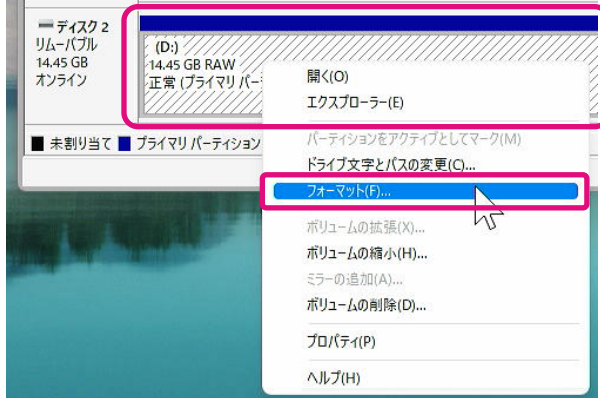 ディスク 2
リムーバブル
14.45 GB
オンライン
(D:)
14.45 GB RAW
正常 (プライマリ パー
未割り当て プライマリ パーティション
開く(O)
エクスプローラー(E)
パーティションをアクティブとしてマーク(M)
ドライブ文字とパスの変更(C)...
フォーマット(F)...
ボリュームの拡張(X)...
ボリュームの縮小(H)...
ミラーの追加(A)...
ボリュームの削除(D)...
プロパティ(P)
ヘルプ(H)